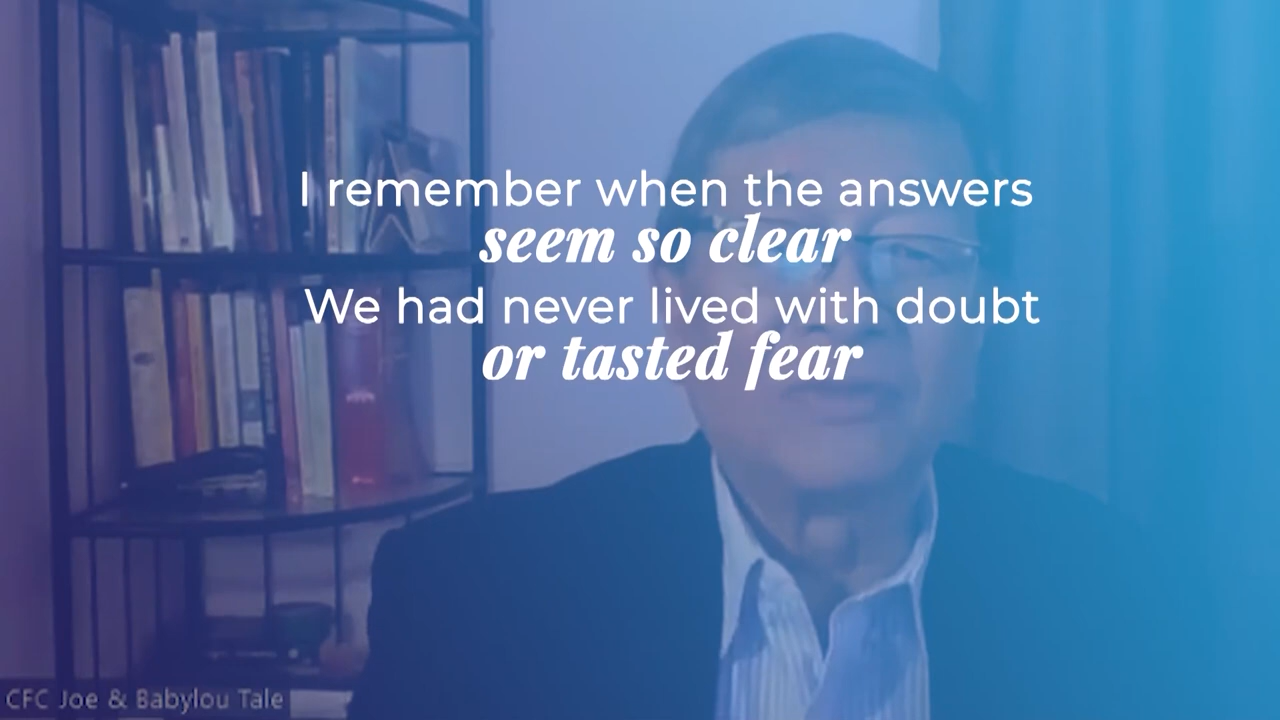 I remember when the answers
seem so clear
We had never lived with doubt
or tasted fear
CFC Joe & Babylou Tale